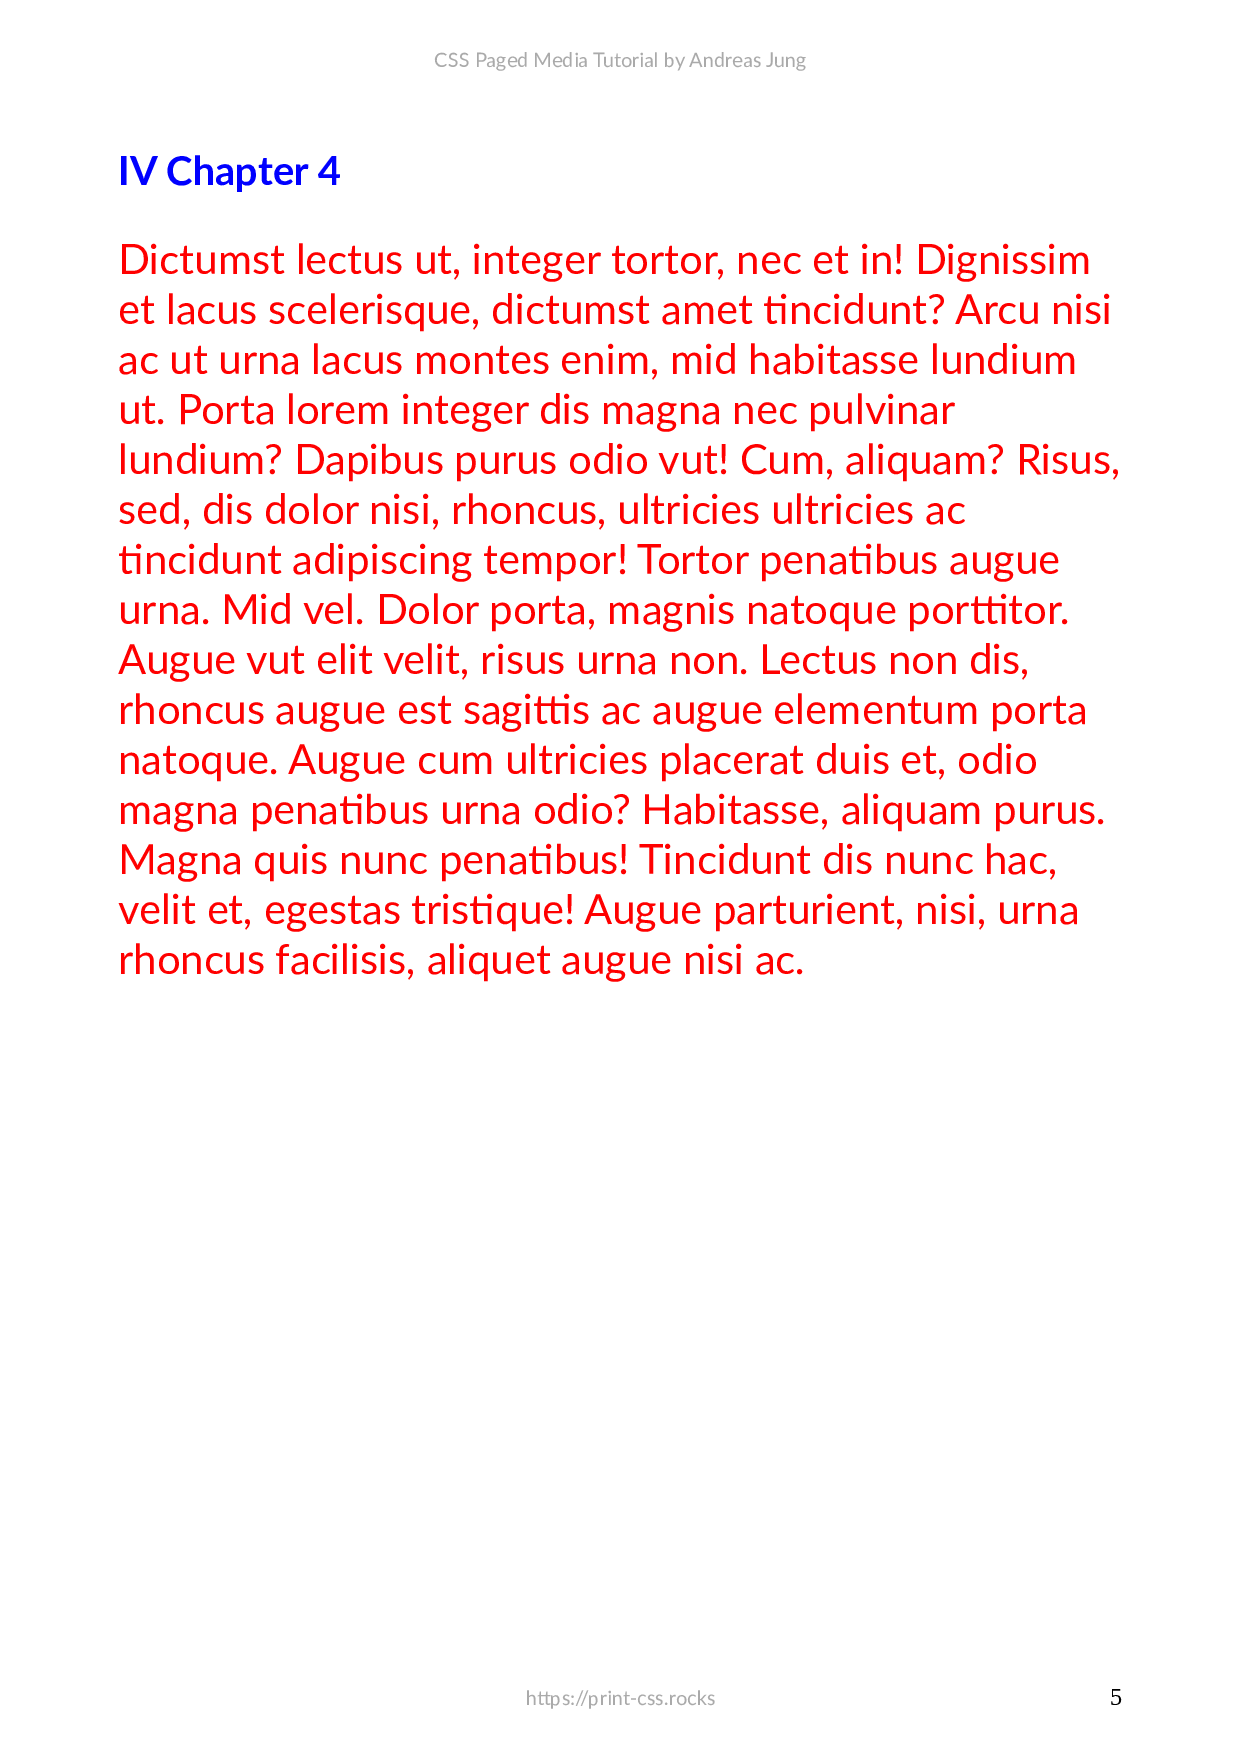 CSS Paged Media Tutorial by Andreas Jung
IV Chapter 4
Dictumst lectus ut, integer tortor, nec et in! Dignissim
et lacus scelerisque, dictumst amet tincidunt? Arcu nisi
ac ut urna lacus montes enim, mid habitasse lundium
ut. Porta lorem integer dis magna nec pulvinar
lundium? Dapibus purus odio vut! Cum, aliquam? Risus,
sed, dis dolor nisi, rhoncus, ultricies ultricies ac
tincidunt adipiscing tempor! Tortor penatibus augue
urna. Mid vel. Dolor porta, magnis natoque porttitor.
Augue vut elit velit, risus urna non. Lectus non dis,
rhoncus augue est sagittis ac augue elementum porta
natoque. Augue cum ultricies placerat duis et, odio
magna penatibus urna odio? Habitasse, aliquam purus.
Magna quis nunc penatibus! Tincidunt dis nunc hac,
velit et, egestas tristique! Augue parturient, nisi, urna
rhoncus facilisis, aliquet augue nisi ac.
https://print-css.rocks 5